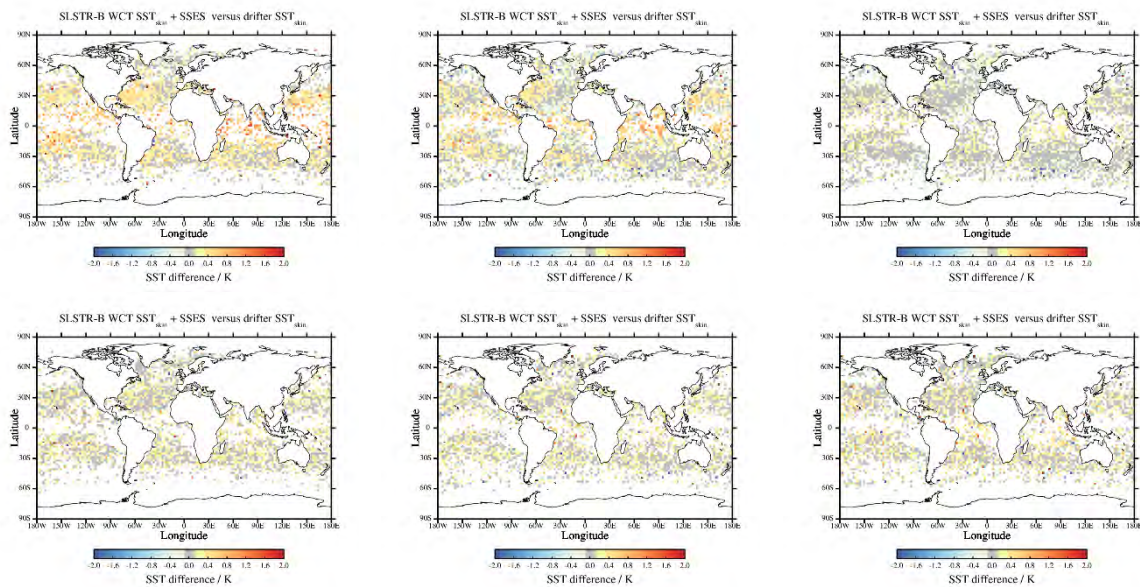 SLSTR-B WCT SST skin + SSES versus drifter SST skin
SLSTR-B WCT SST skin + SSES versus drifter SST skin
SLSTR-B WCT SST skin + SSES versus drifter SST skin
90N 60N 30N 0 30S 60S 90S
Latitude
180W 150W 120W 90W 60W 30W 0 30E 60E 90E 120E 150E 180E
Longitude
-2.0 -1.6 -1.2 -0.8 -0.4 0.0 0.4 0.8 1.2 1.6 2.0
SST difference / K
90N 60N 30N 0 30S 60S 90S
Latitude
180W 150W 120W 90W 60W 30W 0 30E 60E 90E 120E 150E 180E
Longitude
-2.0 -1.6 -1.2 -0.8 -0.4 0.0 0.4 0.8 1.2 1.6 2.0
SST difference / K
90N 60N 30N 0 30S 60S 90S
Latitude
180W 150W 120W 90W 60W 30W 0 30E 60E 90E 120E 150E 180E
Longitude
-2.0 -1.6 -1.2 -0.8 -0.4 0.0 0.4 0.8 1.2 1.6 2.0
SST difference / K
SLSTR-B WCT SST skin + SSES versus drifter SST skin
SLSTR-B WCT SST skin + SSES versus drifter SST skin
SLSTR-B WCT SST skin + SSES versus drifter SST skin
90N 60N 30N 0 30S 60S 90S
Latitude
180W 150W 120W 90W 60W 30W 0 30E 60E 90E 120E 150E 180E
Longitude
-2.0 -1.6 -1.2 -0.8 -0.4 0.0 0.4 0.8 1.2 1.6 2.0
SST difference / K
90N 60N 30N 0 30S 60S 90S
Latitude
180W 150W 120W 90W 60W 30W 0 30E 60E 90E 120E 150E 180E
Longitude
-2.0 -1.6 -1.2 -0.8 -0.4 0.0 0.4 0.8 1.2 1.6 2.0
SST difference / K
90N 60N 30N 0 30S 60S 90S
Latitude
180W 150W 120W 90W 60W 30W 0 30E 60E 90E 120E 150E 180E
Longitude
-2.0 -1.6 -1.2 -0.8 -0.4 0.0 0.4 0.8 1.2 1.6 2.0
SST difference / K